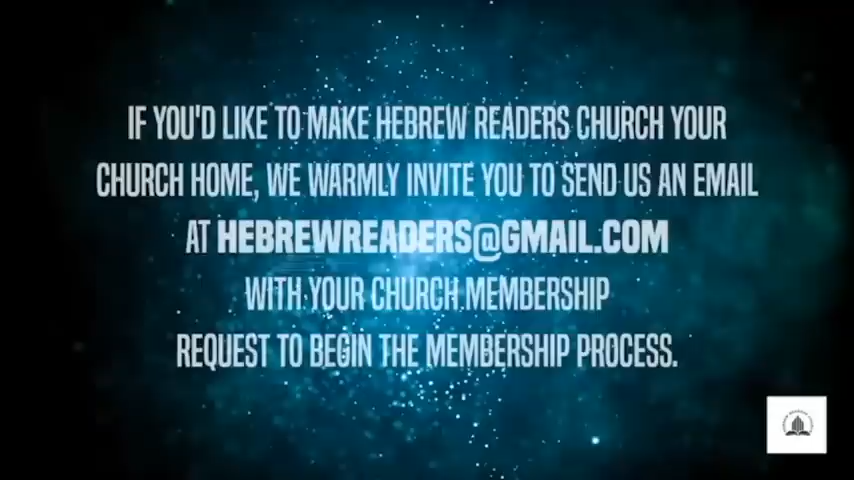 IF YOU'D LIKE TO MAKE HEBREW READERS CHURCH YOUR
CHURCH HOME, WE WARMLY INVITE YOU TO SEND US AN EMAIL
AT HEBREWREADERS@GMAIL.COM
WITH YOUR CHURCH MEMBERSHIP
REQUEST TO BEGIN THE MEMBERSHIP PROCESS.